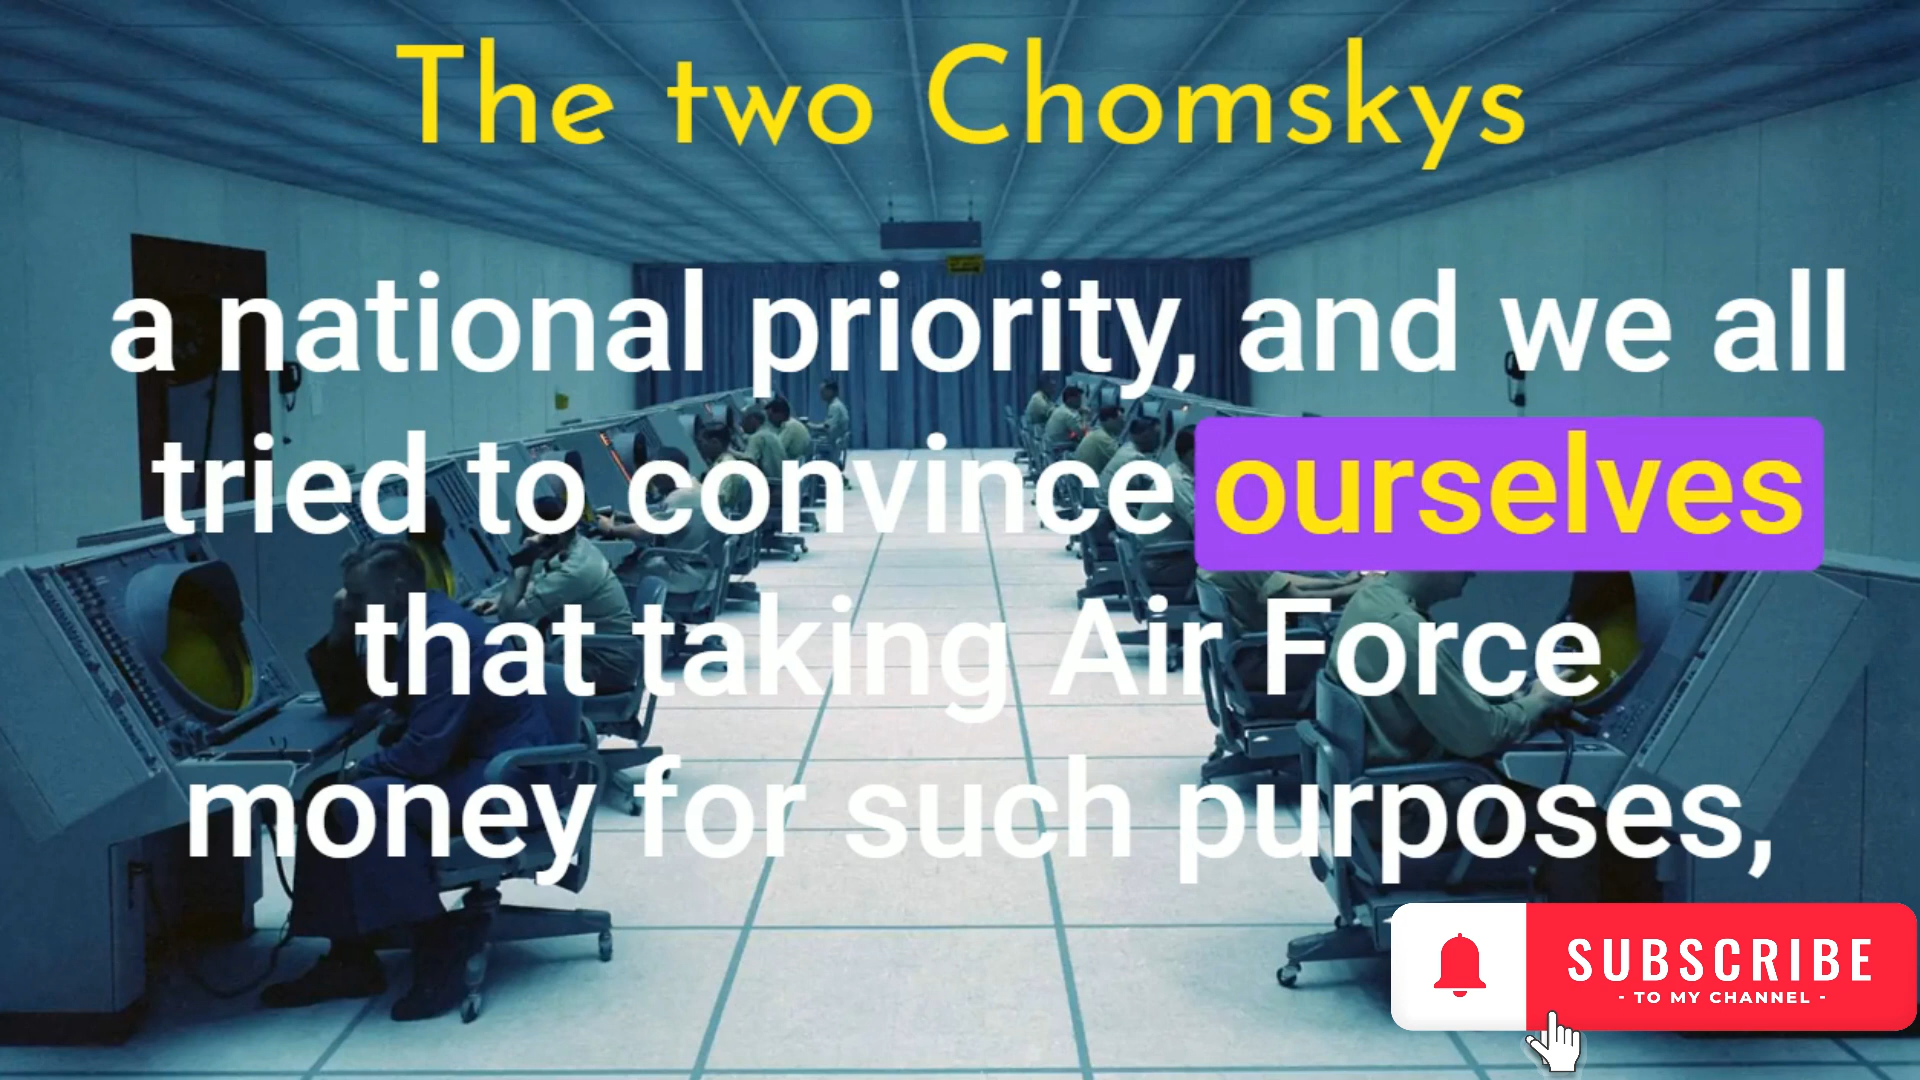 The two Chomskys
a national priority, and we all
tried to convince ourselves
that taking Air Force
money for such purposes,
SUBSCRIBE
- TO MY CHANNEL -